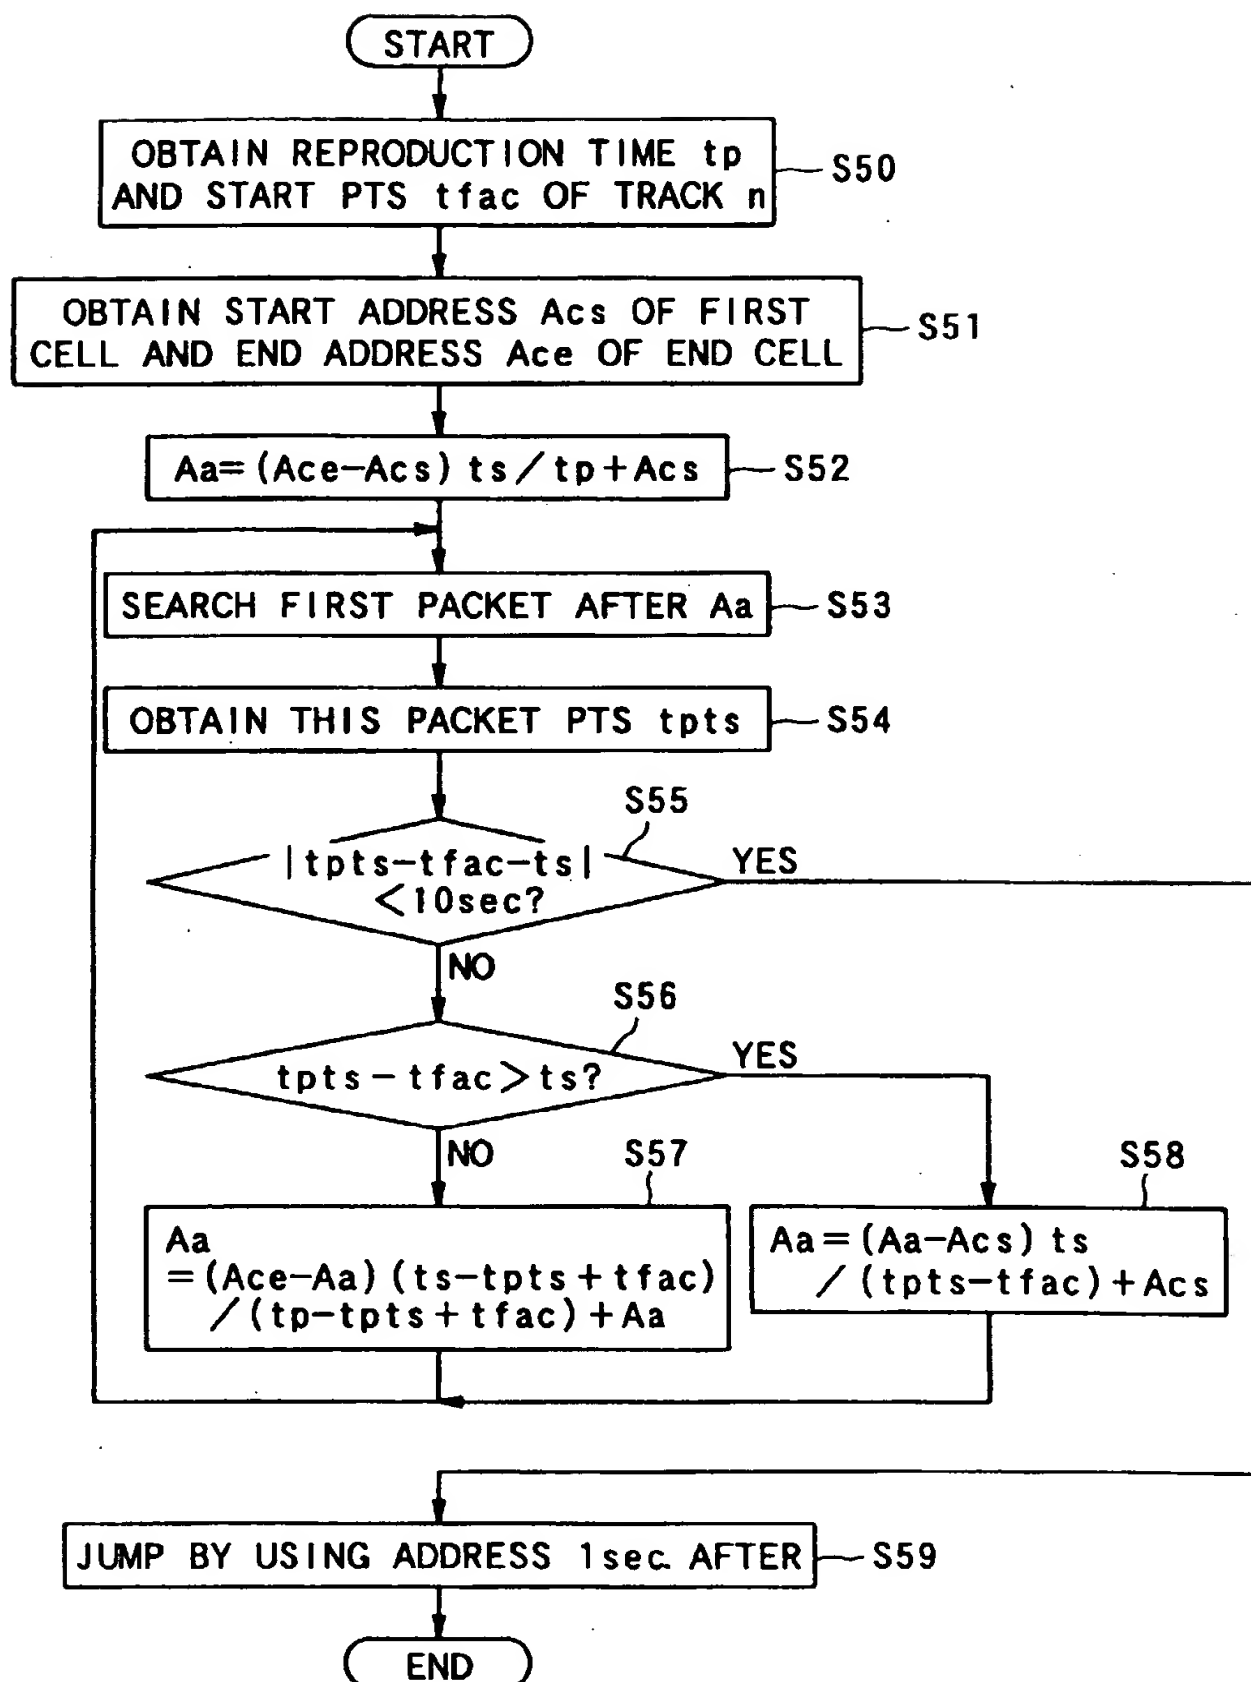 START
OBTAIN REPRODUCTION TIME tp
AND START PTS tfac OF TRACK n
S50
OBTAIN START ADDRESS Acs OF FIRST
CELL AND END ADDRESS Ace OF END CELL
S51
Aa=(Ace-Acs) ts/tp+Acs
S52
SEARCH FIRST PACKET AFTER Aa
S53
OBTAIN THIS PACKET PTS tpts
S54
S55
|tpts-tfac-ts|
<10sec?
YES
NO
S56
tpts-tfac>ts?
YES
NO
S57
Aa
=(Ace-Aa) (ts-tpts+tfac)
/(tp-tpts+tfac)+Aa
S58
Aa=(Aa-Acs) ts
/(tpts-tfac)+Acs
JUMP BY USING ADDRESS 1sec. AFTER
S59
END